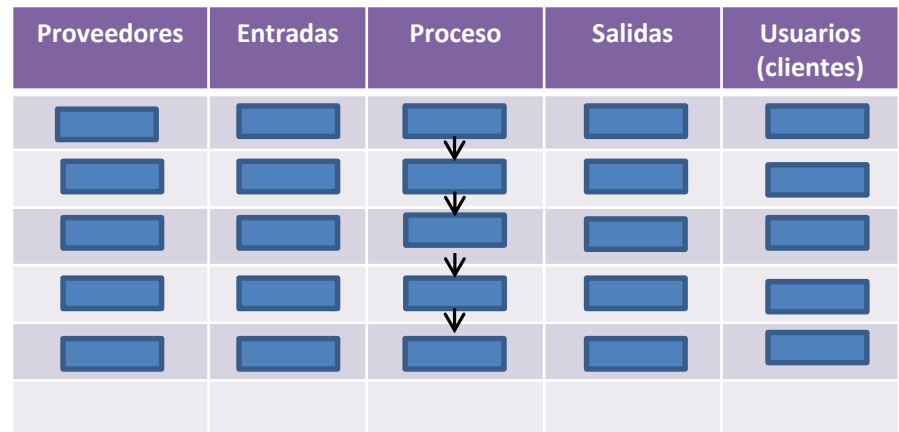 Proveedores
Entradas
Proceso
Salidas
Usuarios
(clientes)